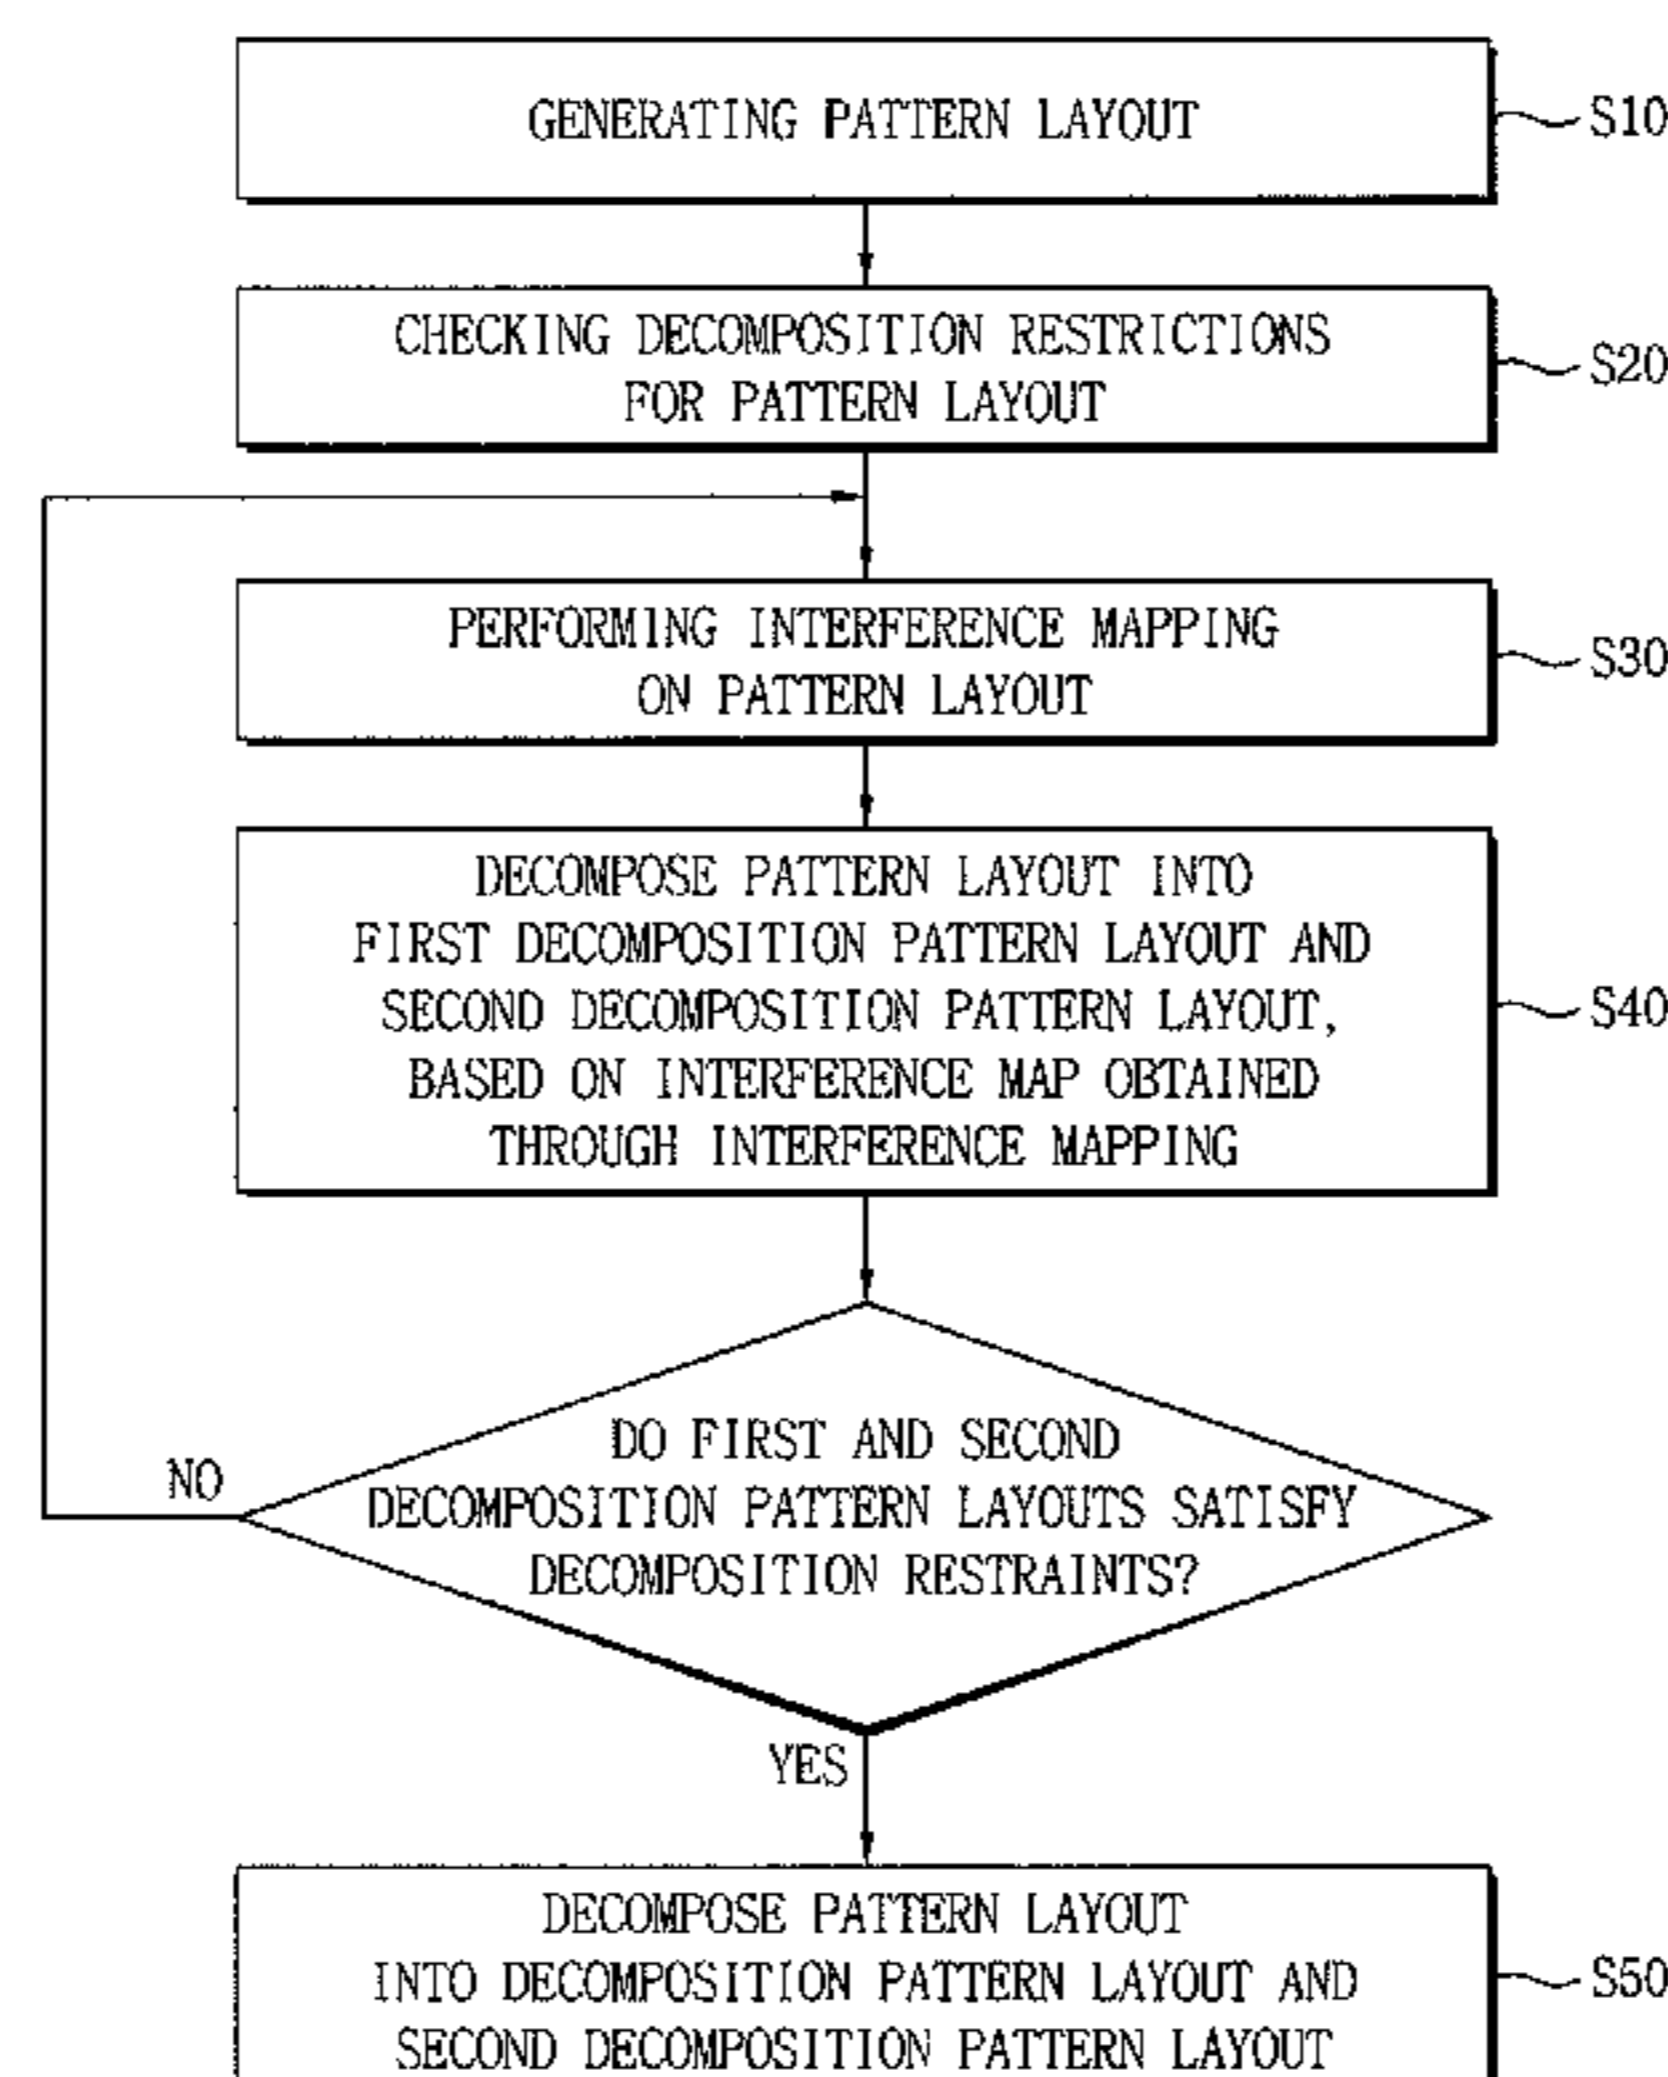 GENERATING PATTERN LAYOUT
S10
CHECKING DECOMPOSITION RESTRICTIONS
FOR PATTERN LAYOUT
S20
PERFORMING INTERFERENCE MAPPING
ON PATTERN LAYOUT
S30
DECOMPOSE PATTERN LAYOUT INTO
FIRST DECOMPOSITION PATTERN LAYOUT AND
SECOND DECOMPOSITION PATTERN LAYOUT,
BASED ON INTERFERENCE MAP OBTAINED
THROUGH INTERFERENCE MAPPING
S40
DO FIRST AND SECOND
DECOMPOSITION PATTERN LAYOUTS SATISFY
DECOMPOSITION RESTRAINTS?
NO
YES
DECOMPOSE PATTERN LAYOUT
INTO DECOMPOSITION PATTERN LAYOUT AND
SECOND DECOMPOSITION PATTERN LAYOUT
S50